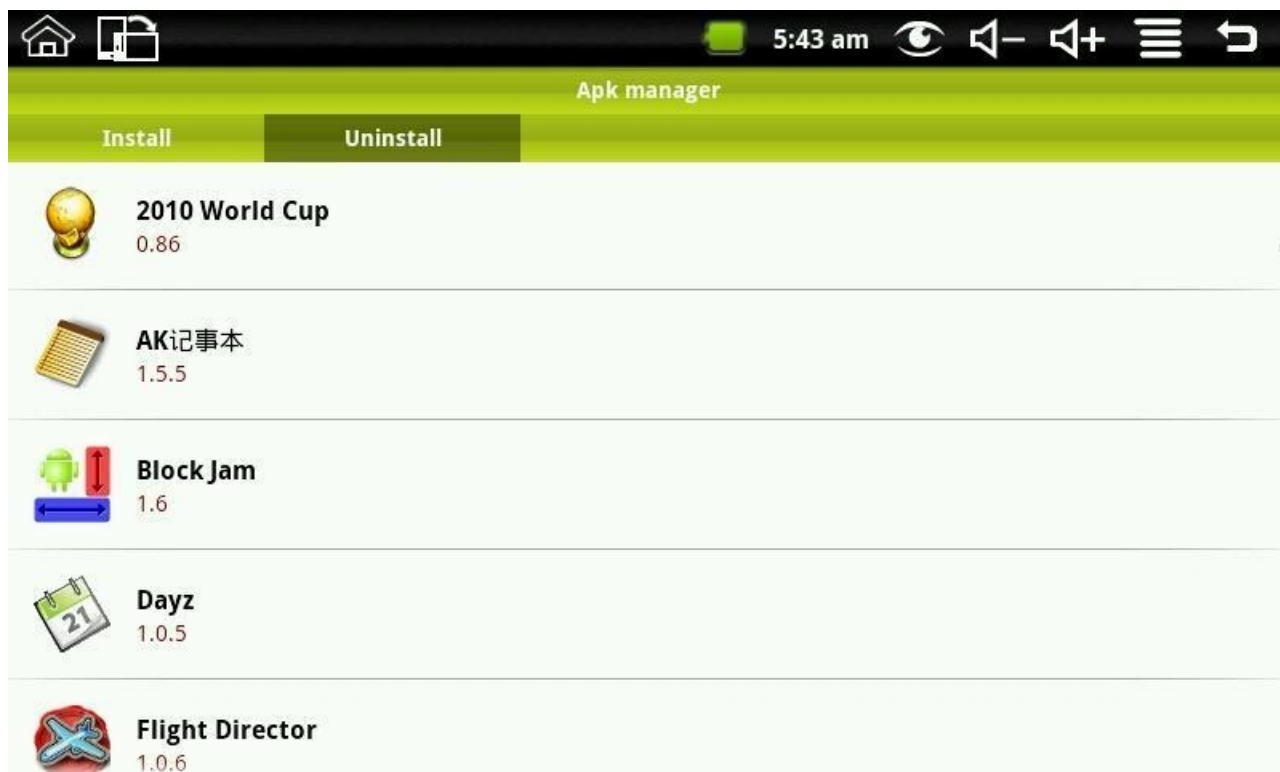 5:43 am
Apk manager
Install Uninstall
2010 World Cup
0.86
AK记事本
1.5.5
Block Jam
1.6
21
Dayz
1.0.5
Flight Director
1.0.6